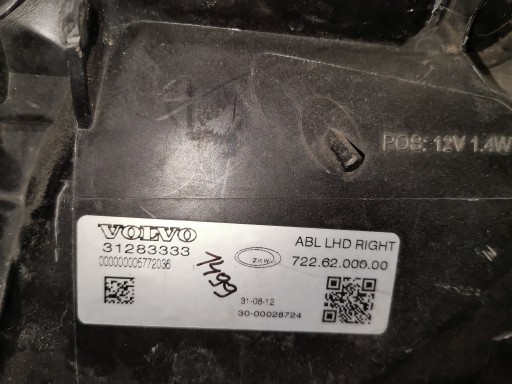 POS: 12V 1.4W
VOLVO
31283333
000000005772036
1499
ZKW
ABL LHD RIGHT
722.62.000.00
31-08-12
30-00028724